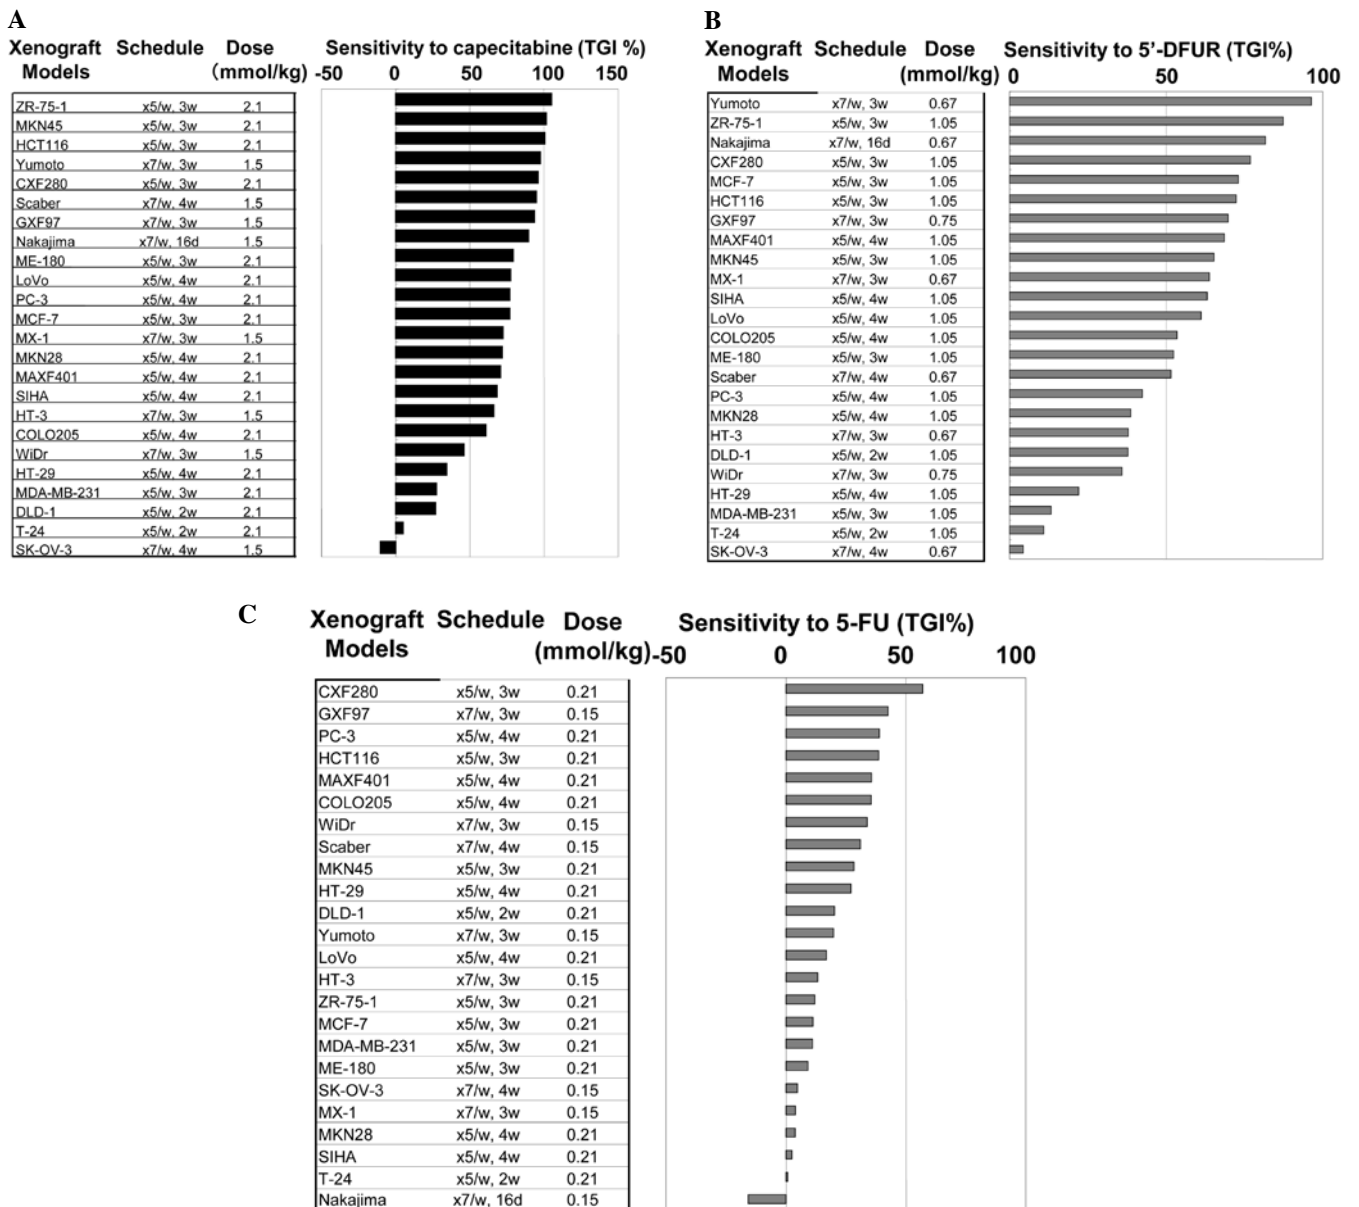 A
Xenograft Schedule Dose Sensitivity to capecitabine (TGI %)
Models (mmol/kg) -50 0 50 100 150
ZR-75-1 x5/w, 3w 2.1
MKN45 x5/w, 3w 2.1
HCT116 x5/w, 3w 2.1
Yumoto x7/w, 3w 1.5
CXF280 x5/w, 3w 2.1
Scaber x7/w, 4w 1.5
GXF97 x7/w, 3w 1.5
Nakajima x7/w, 16d 1.5
ME-180 x5/w, 3w 2.1
LoVo x5/w, 4w 2.1
PC-3 x5/w, 4w 2.1
MCF-7 x5/w, 3w 2.1
MX-1 x7/w, 3w 1.5
MKN28 x5/w, 4w 2.1
MAXF401 x5/w, 4w 2.1
SIHA x5/w, 4w 2.1
HT-3 x7/w, 3w 1.5
COLO205 x5/w, 4w 2.1
WiDr x7/w, 3w 1.5
HT-29 x5/w, 4w 2.1
MDA-MB-231 x5/w, 3w 2.1
DLD-1 x5/w, 2w 2.1
T-24 x5/w, 2w 2.1
SK-OV-3 x7/w, 4w 1.5
B
Xenograft Schedule Dose Sensitivity to 5'-DFUR (TGI%)
Models (mmol/kg) 0 50 100
Yumoto x7/w, 3w 0.67
ZR-75-1 x5/w, 3w 1.05
Nakajima x7/w, 16d 0.67
CXF280 x5/w, 3w 1.05
MCF-7 x5/w, 3w 1.05
HCT116 x5/w, 3w 1.05
GXF97 x7/w, 3w 0.75
MAXF401 x5/w, 4w 1.05
MKN45 x5/w, 3w 1.05
MX-1 x7/w, 3w 0.67
SIHA x5/w, 4w 1.05
LoVo x5/w, 4w 1.05
COLO205 x5/w, 4w 1.05
ME-180 x5/w, 3w 1.05
Scaber x7/w, 4w 0.67
PC-3 x5/w, 4w 1.05
MKN28 x5/w, 4w 1.05
HT-3 x7/w, 3w 0.67
DLD-1 x5/w, 2w 1.05
WiDr x7/w, 3w 0.75
HT-29 x5/w, 4w 1.05
MDA-MB-231 x5/w, 3w 1.05
T-24 x5/w, 2w 1.05
SK-OV-3 x7/w, 4w 0.67
C
Xenograft Schedule Dose Sensitivity to 5-FU (TGI%)
Models (mmol/kg) -50 0 50 100
CXF280 x5/w, 3w 0.21
GXF97 x7/w, 3w 0.15
PC-3 x5/w, 4w 0.21
HCT116 x5/w, 3w 0.21
MAXF401 x5/w, 4w 0.21
COLO205 x5/w, 4w 0.21
WiDr x7/w, 3w 0.15
Scaber x7/w, 4w 0.15
MKN45 x5/w, 3w 0.21
HT-29 x5/w, 4w 0.21
DLD-1 x5/w, 2w 0.21
Yumoto x7/w, 3w 0.15
LoVo x5/w, 4w 0.21
HT-3 x7/w, 3w 0.15
ZR-75-1 x5/w, 3w 0.21
MCF-7 x5/w, 3w 0.21
MDA-MB-231 x5/w, 3w 0.21
ME-180 x5/w, 3w 0.21
SK-OV-3 x7/w, 4w 0.15
MX-1 x7/w, 3w 0.15
MKN28 x5/w, 4w 0.21
SIHA x5/w, 4w 0.21
T-24 x5/w, 2w 0.21
Nakajima x7/w, 16d 0.15